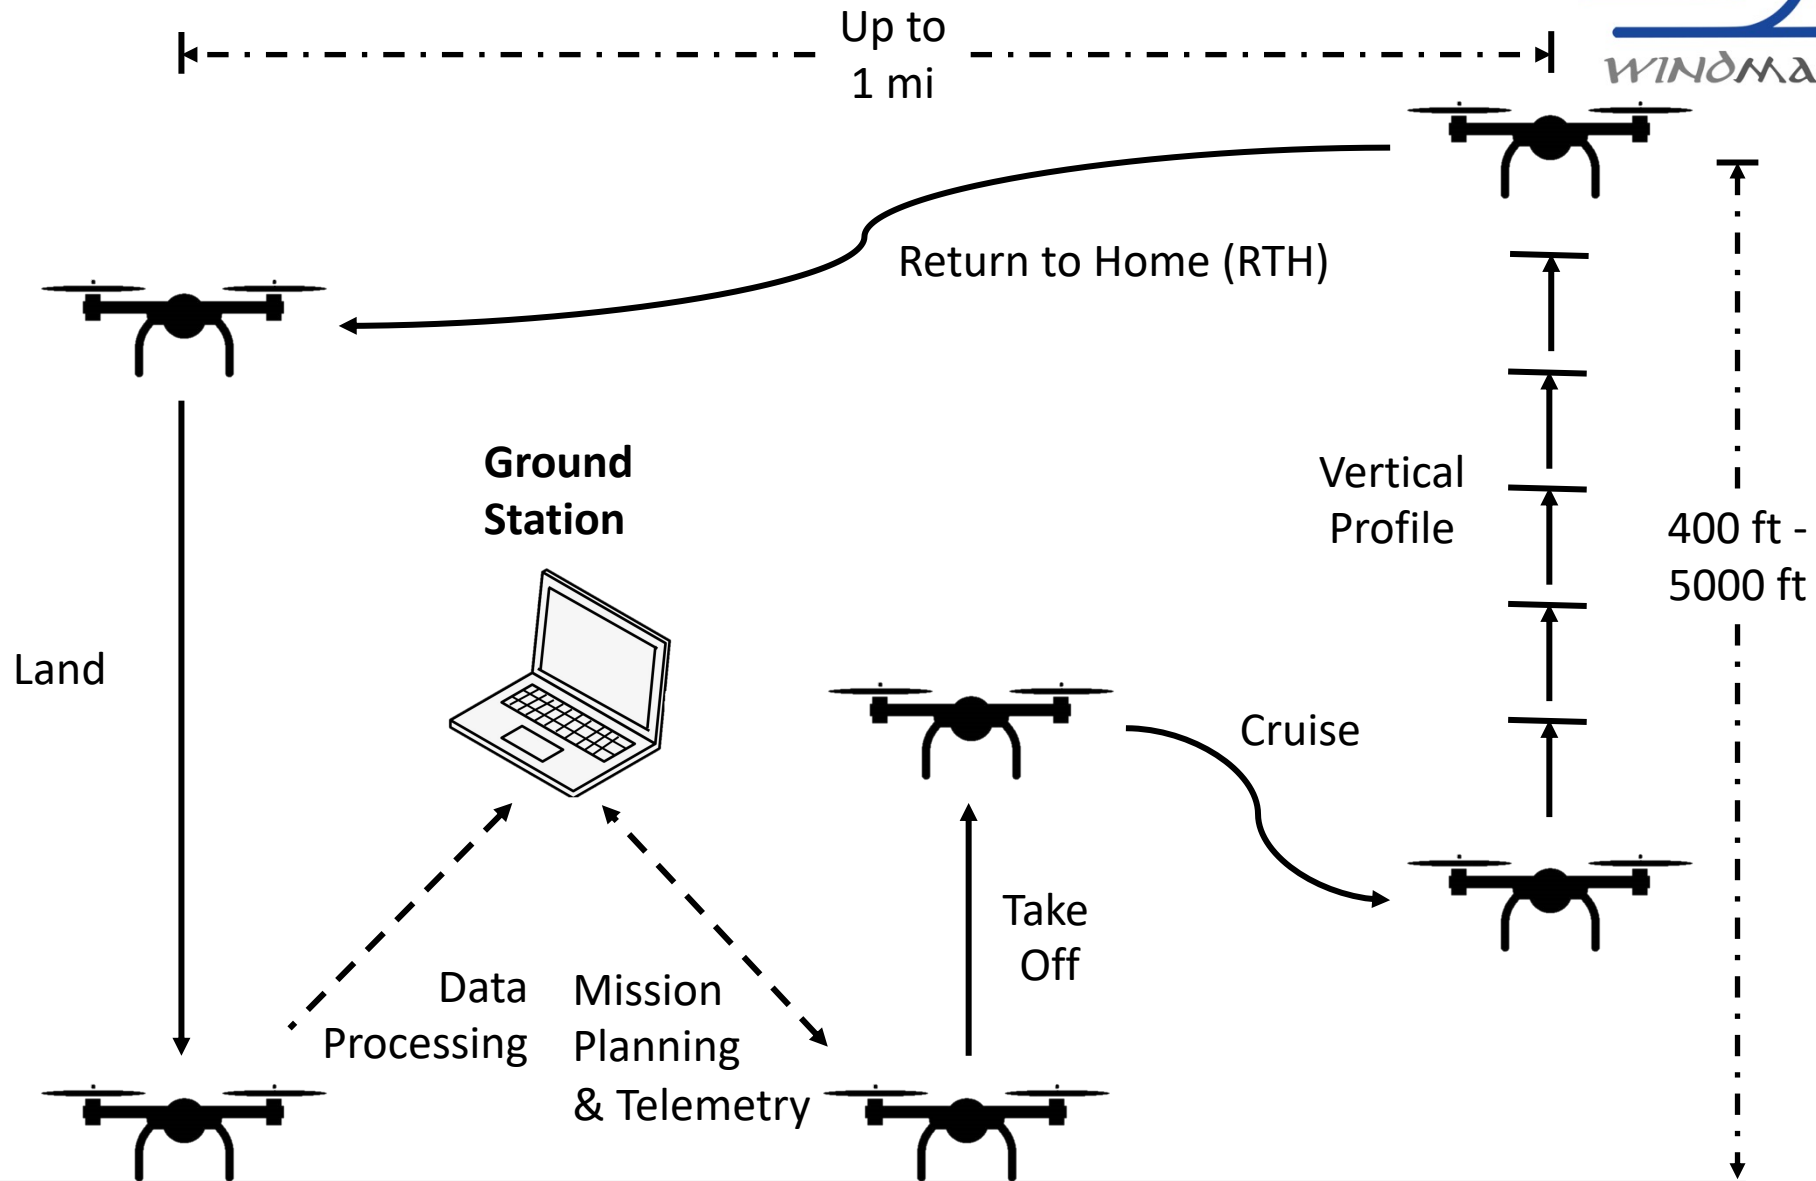 Up to
1 mi
WINDMA
Return to Home (RTH)
Ground
Station
Vertical
Profile
400 ft -
5000 ft
Land
Cruise
Take
Off
Data
Processing
Mission
Planning
& Telemetry